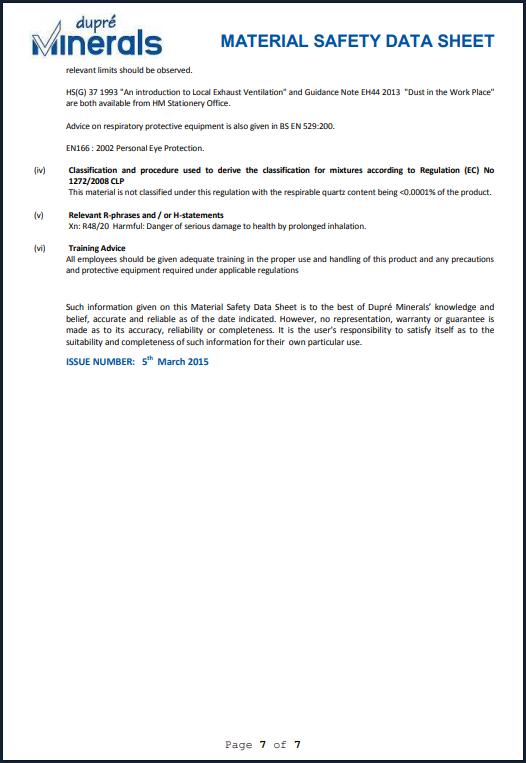 dupré
Minerals
MATERIAL SAFETY DATA SHEET
relevant limits should be observed.
HS(G) 37 1993 "An introduction to Local Exhaust Ventilation" and Guidance Note EH44 2013 "Dust in the Work Place"
are both available from HM Stationery Office.
Advice on respiratory protective equipment is also given in BS EN 529:200.
EN166 : 2002 Personal Eye Protection.
(iv) Classification and procedure used to derive the classification for mixtures according to Regulation (EC) No
1272/2008 CLP
This material is not classified under this regulation with the respirable quartz content being <0.0001% of the product.
(v) Relevant R-phrases and / or H-statements
Xn: R48/20 Harmful: Danger of serious damage to health by prolonged inhalation.
(vi) Training Advice
All employees should be given adequate training in the proper use and handling of this product and any precautions
and protective equipment required under applicable regulations
Such information given on this Material Safety Data Sheet is to the best of Dupré Minerals' knowledge and
belief, accurate and reliable as of the date indicated. However, no representation, warranty or guarantee is
made as to its accuracy, reliability or completeness. It is the user's responsibility to satisfy itself as to the
suitability and completeness of such information for their own particular use.
ISSUE NUMBER: 5th March 2015
Page 7 of 7